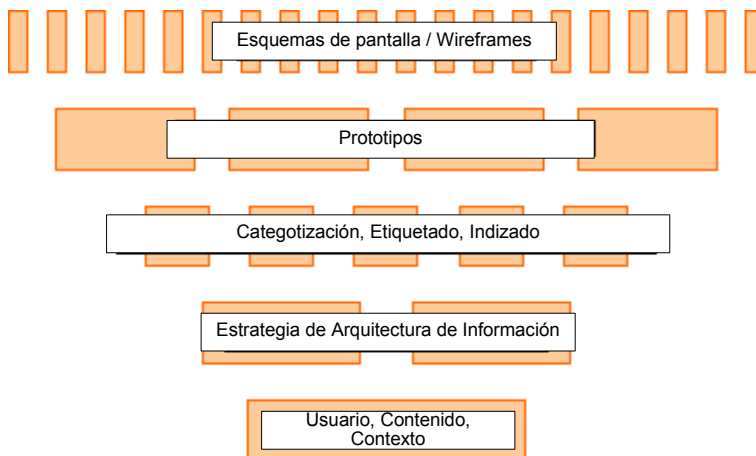 Esquemas de pantalla / Wireframes
Prototipos
Categotización, Etiquetado, Indizado
Estrategia de Arquitectura de Información
Usuario, Contenido,
Contexto